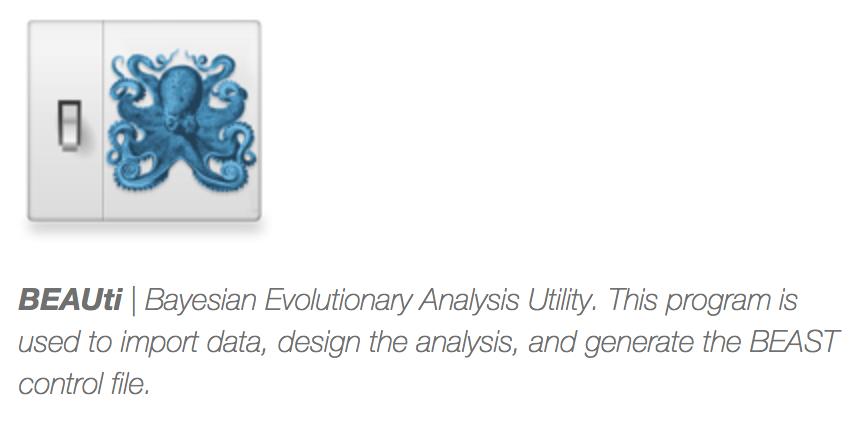 BEAUti | Bayesian Evolutionary Analysis Utility. This program is
used to import data, design the analysis, and generate the BEAST
control file.